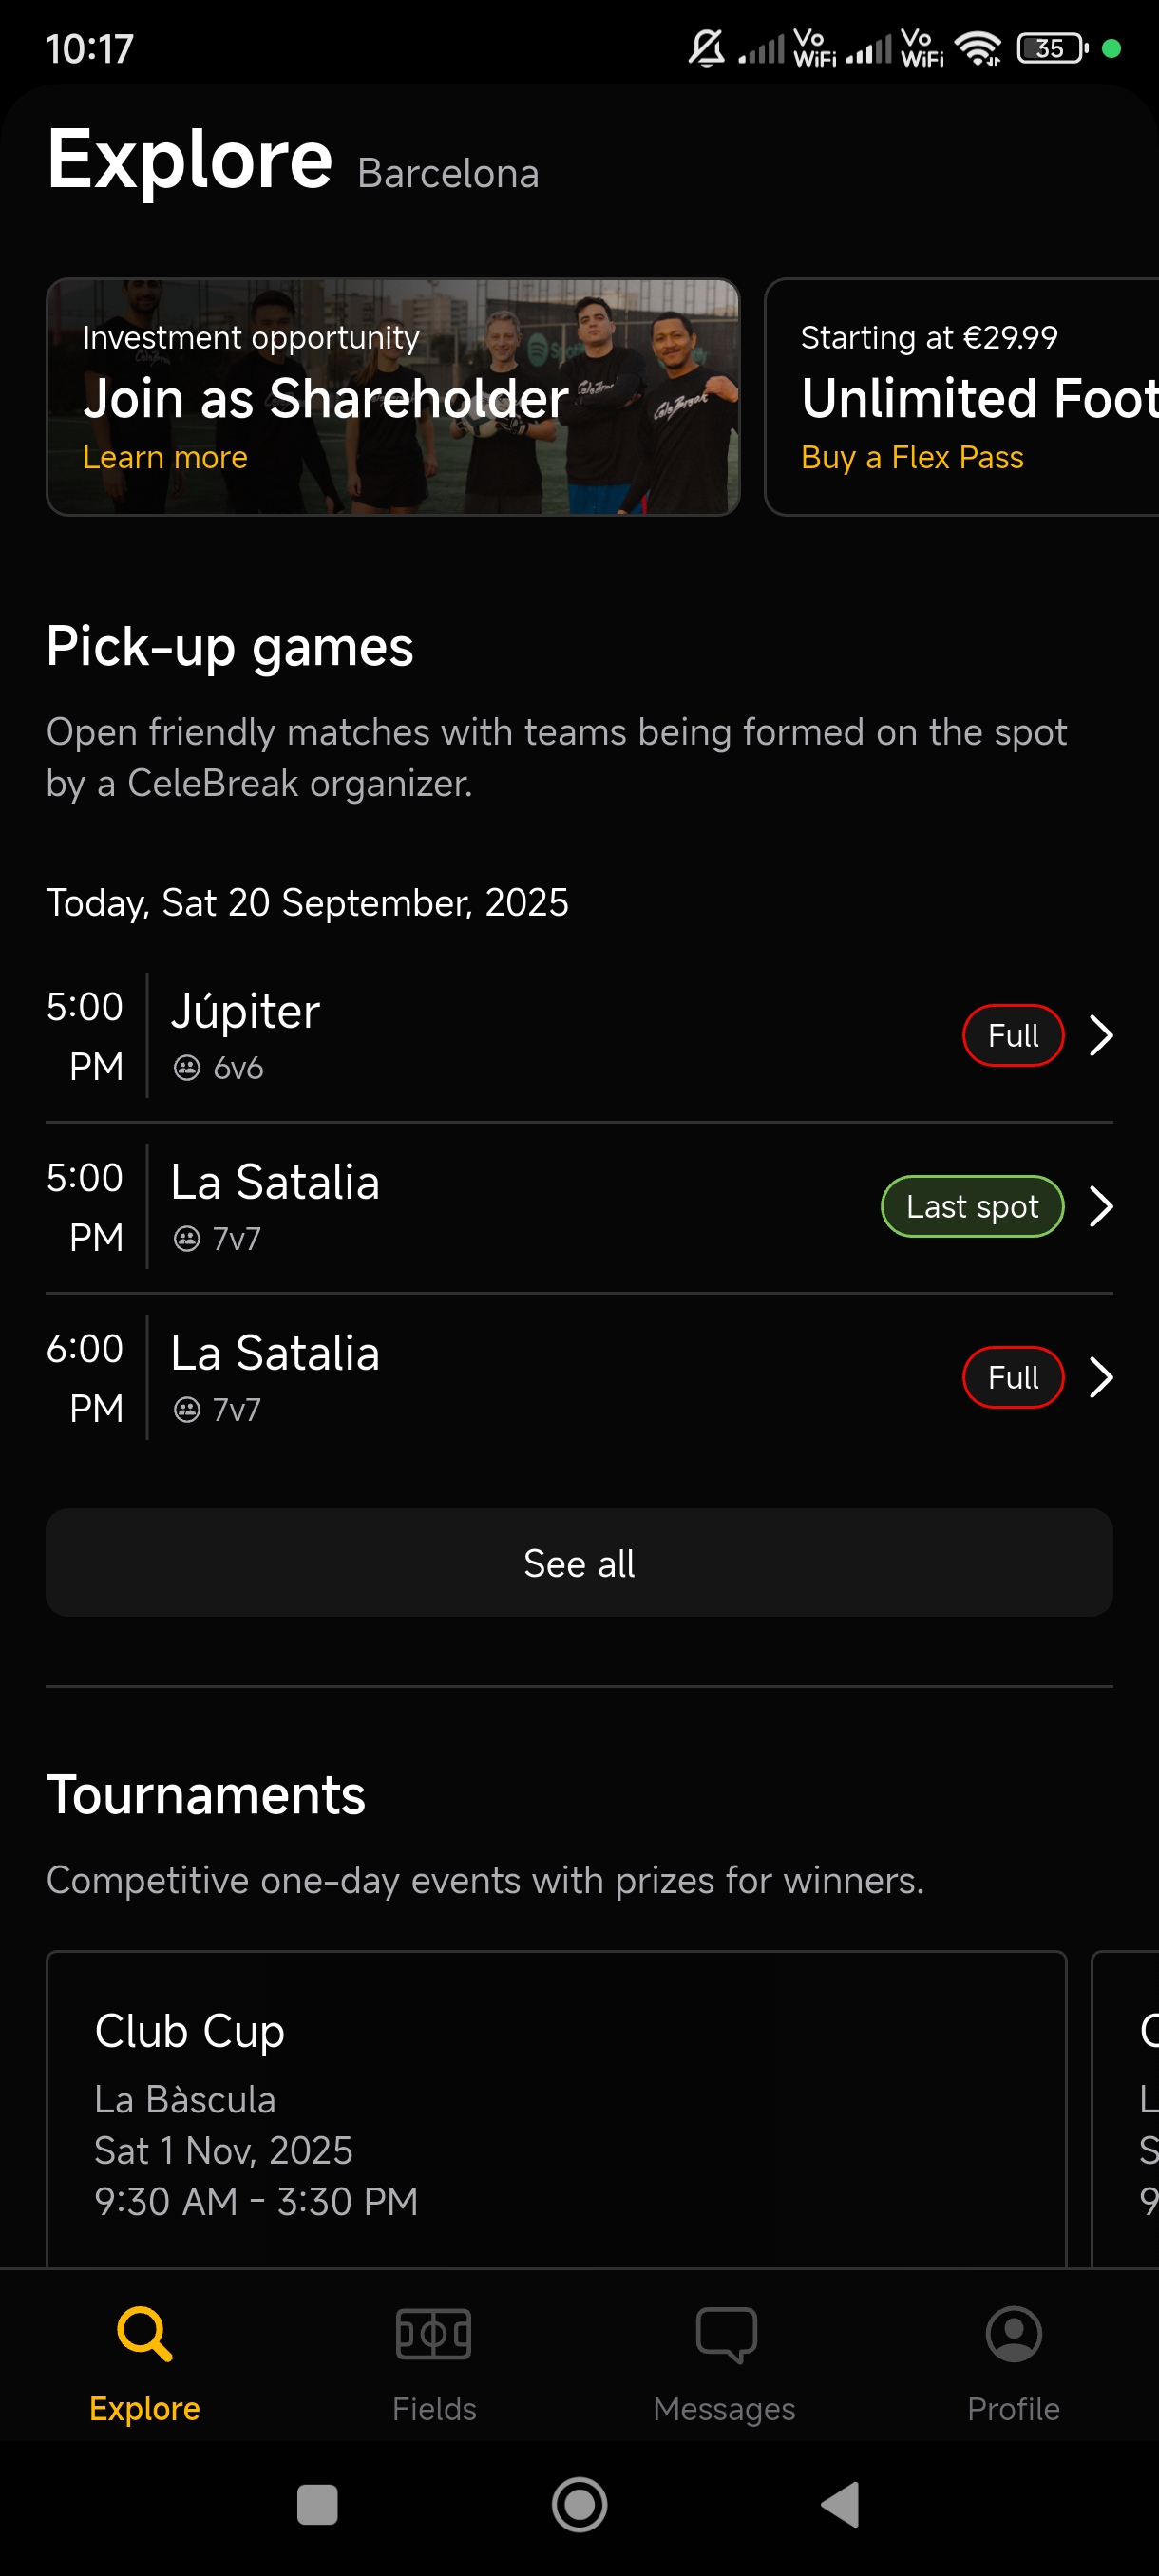 10:17
Vo WiFi Vo WiFi 35
Explore Barcelona
Investment opportunity
Join as Shareholder
Learn more
Starting at €29.99
Unlimited Foot
Buy a Flex Pass
Pick-up games
Open friendly matches with teams being formed on the spot
by a CeleBreak organizer.
Today, Sat 20 September, 2025
5:00 PM
Júpiter
6v6
Full
5:00 PM
La Satalia
7v7
Last spot
6:00 PM
La Satalia
7v7
Full
See all
Tournaments
Competitive one-day events with prizes for winners.
Club Cup
La Bàscula
Sat 1 Nov, 2025
9:30 AM - 3:30 PM
C
L
S
9
Explore
Fields
Messages
Profile